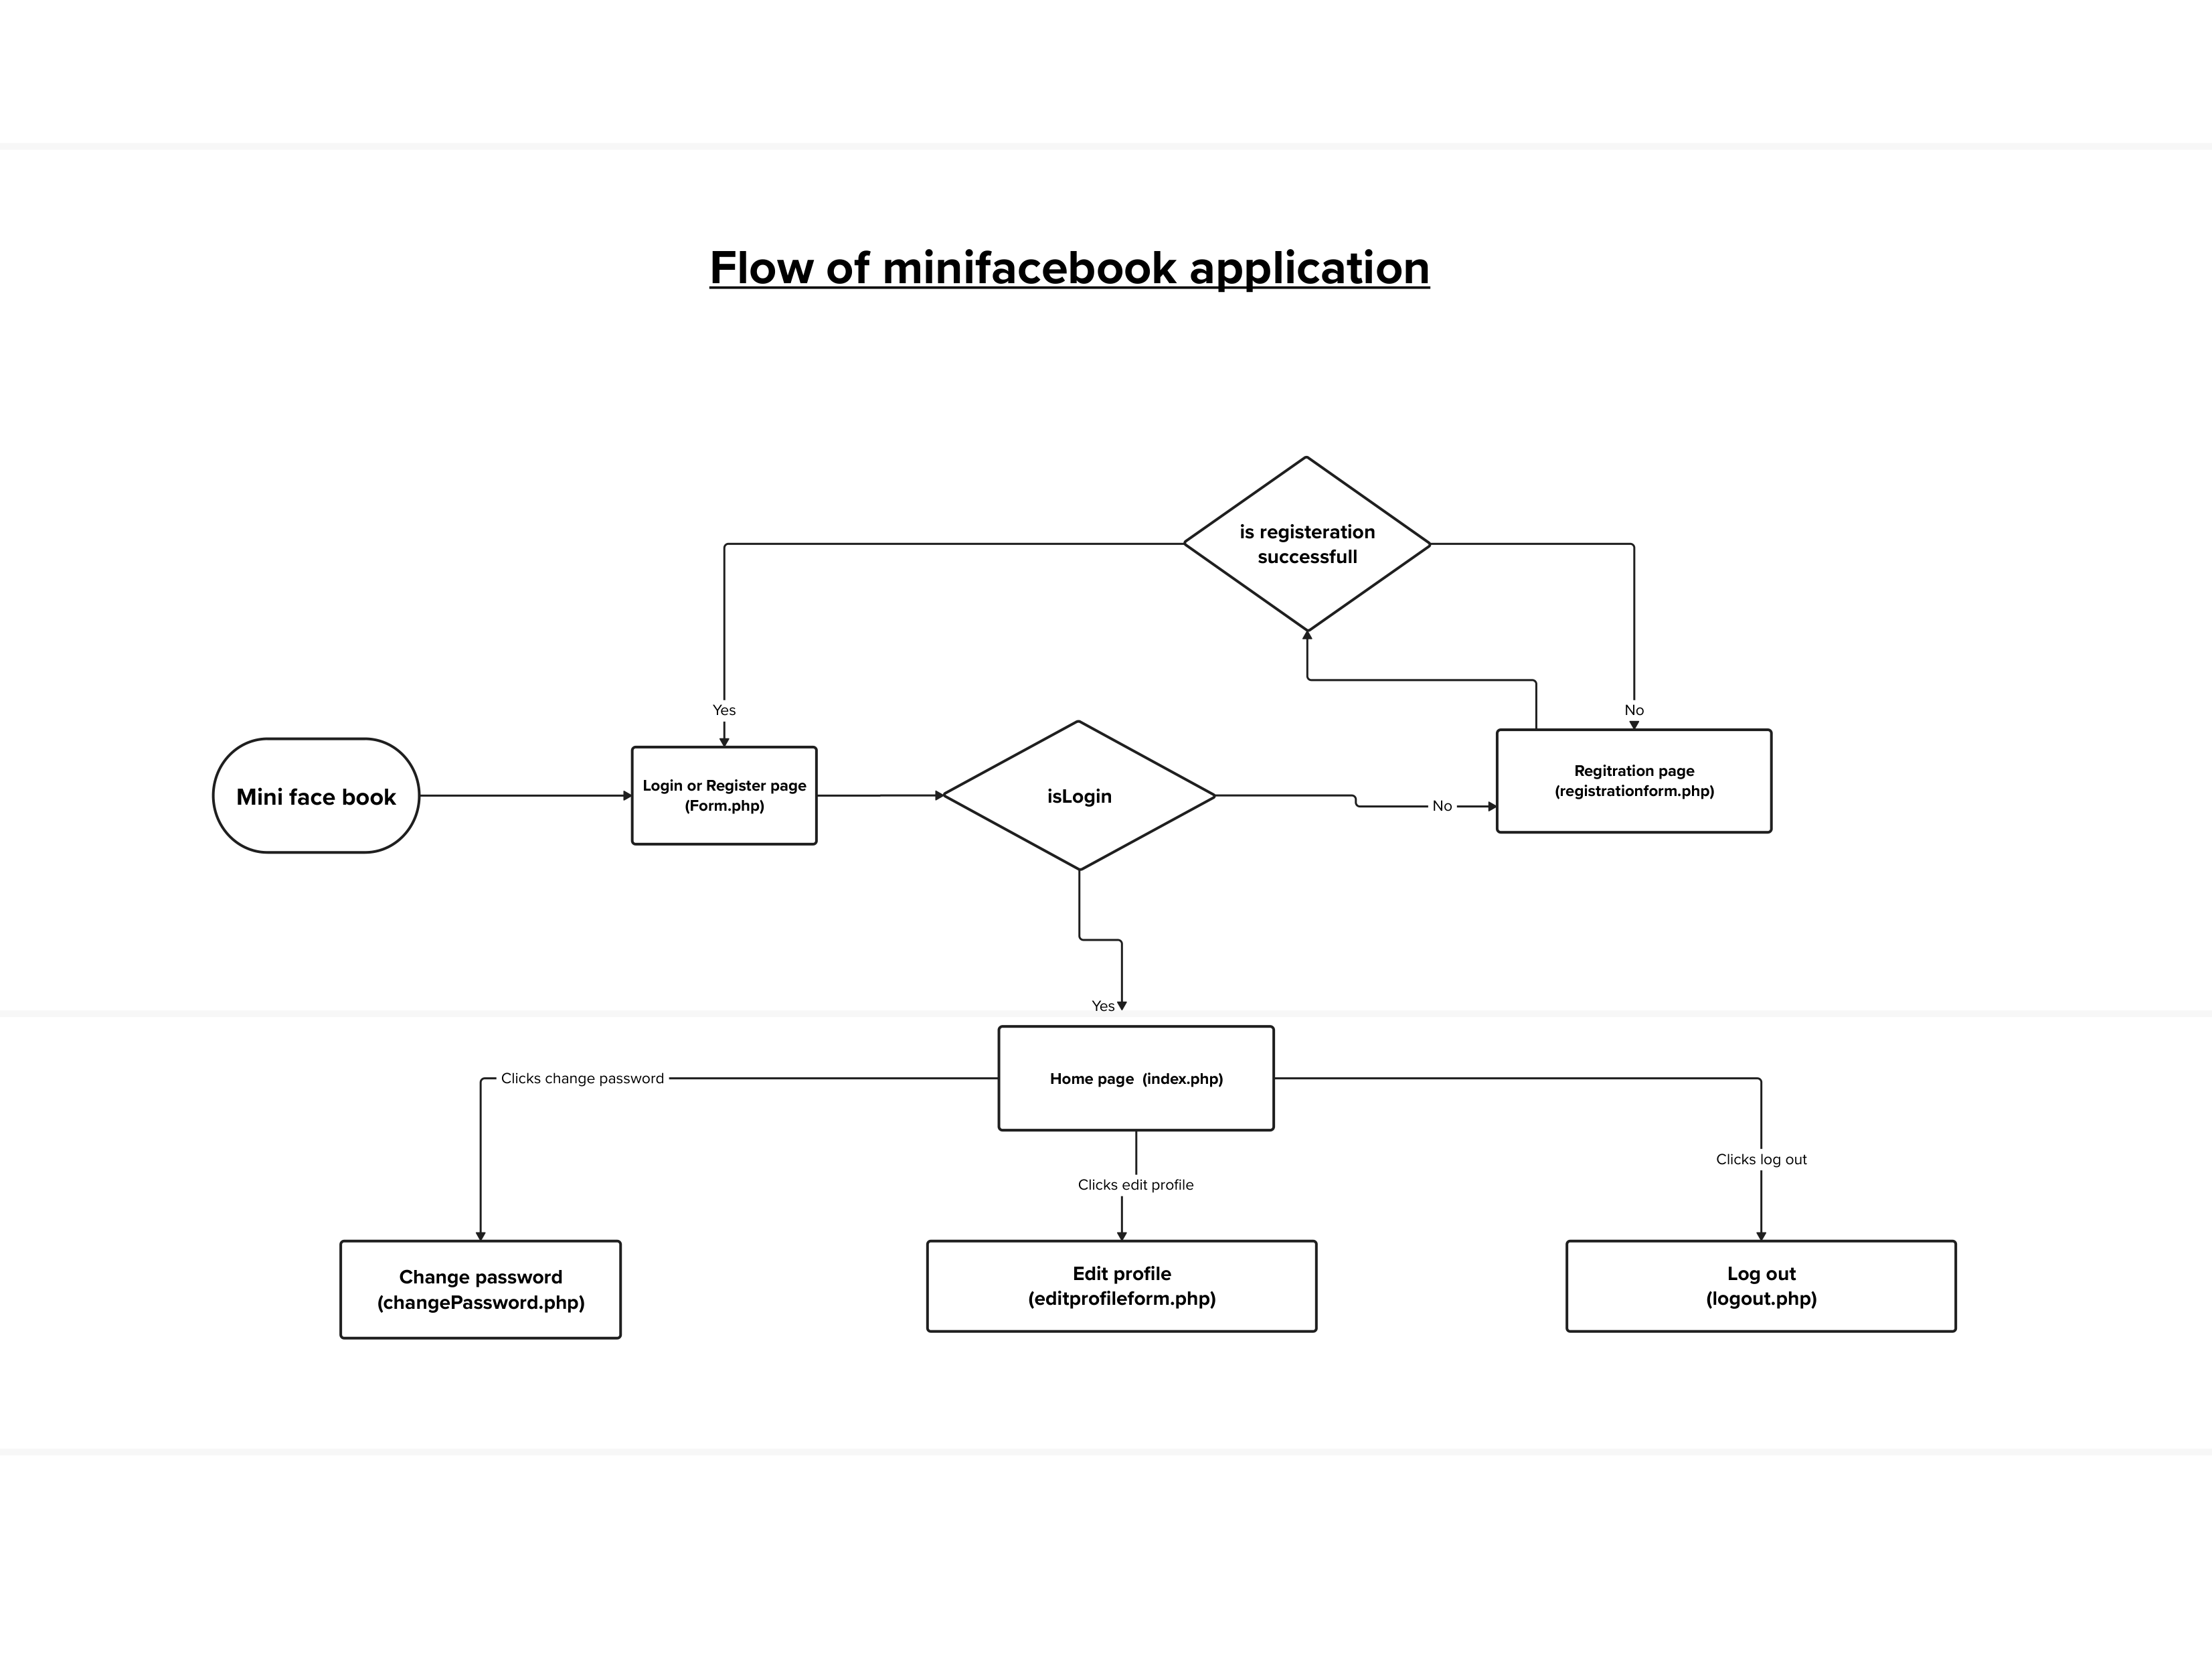 Flow of minifacebook application
is registeration
successfull
Yes
No
Mini face book
Login or Register page
(Form.php)
isLogin
No
Regitration page
(registrationform.php)
Yes
Home page  (index.php)
Clicks change password
Clicks edit profile
Clicks log out
Change password
(changePassword.php)
Edit profile
(editprofileform.php)
Log out
(logout.php)